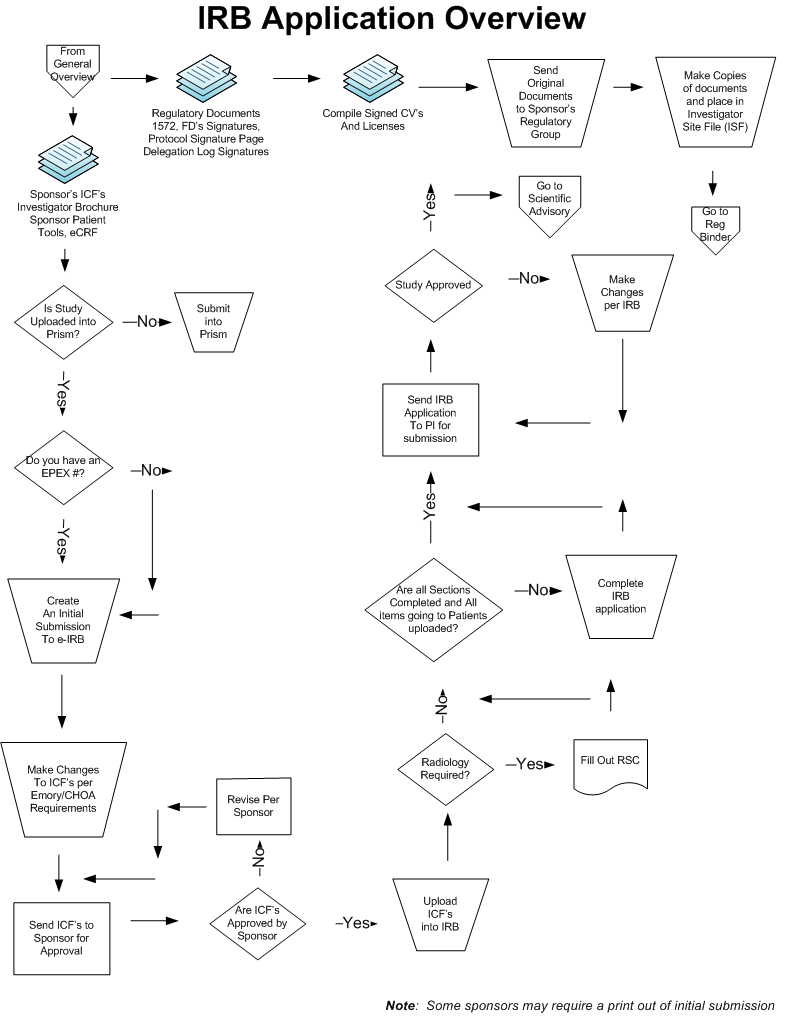 IRB Application Overview
From
General
Overview
Regulatory Documents
1572, FD's Signatures,
Protocol Signature Page
Delegation Log Signatures
Compile Signed CV's
And Licenses
Send
Original
Documents
to Sponsor's
Regulatory
Group
Make Copies
of documents
and place in
Investigator
Site File (ISF)
Go to
Reg
Binder
Sponsor's ICF's
Investigator Brochure
Sponsor Patient
Tools, eCRF
Is Study
Uploaded into
Prism?
No
Submit
into
Prism
Yes
Do you have an
EPEX #?
No
Yes
Create
An Initial
Submission
To e-IRB
Make Changes
To ICF's per
Emory/CHOA
Requirements
Send ICF's to
Sponsor for
Approval
Are ICF's
Approved by
Sponsor
No
Revise Per
Sponsor
Yes
Upload
ICF's
into IRB
Radiology
Required?
Yes
Fill Out RSC
No
Are all Sections
Completed and All
items going to Patients
uploaded?
No
Complete
IRB
application
Yes
Send IRB
Application
To PI for
submission
Study Approved
No
Make
Changes
per IRB
Yes
Go to
Scientific
Advisory
Note: Some sponsors may require a print out of initial submission